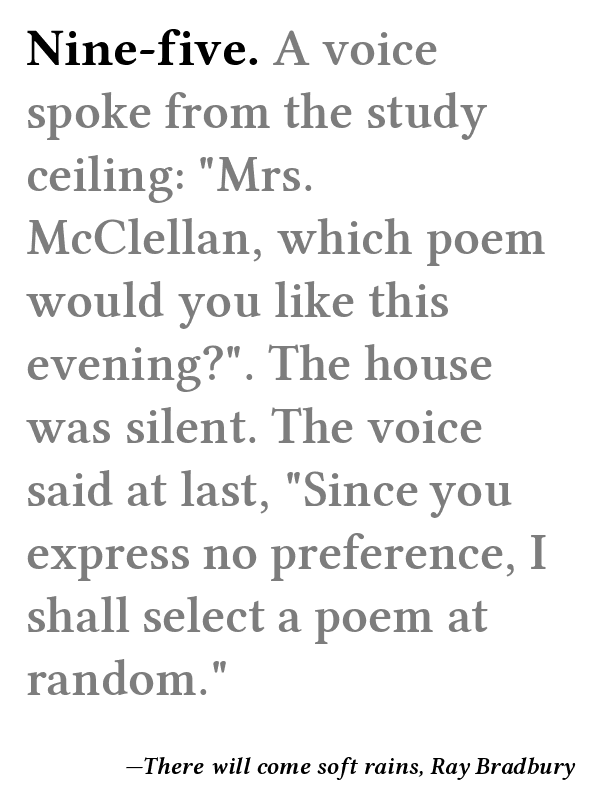 Nine-five. A voice
spoke from the study
ceiling: "Mrs.
McClellan, which poem
would you like this
evening?". The house
was silent. The voice
said at last, "Since you
express no preference, I
shall select a poem at
random."
—There will come soft rains, Ray Bradbury